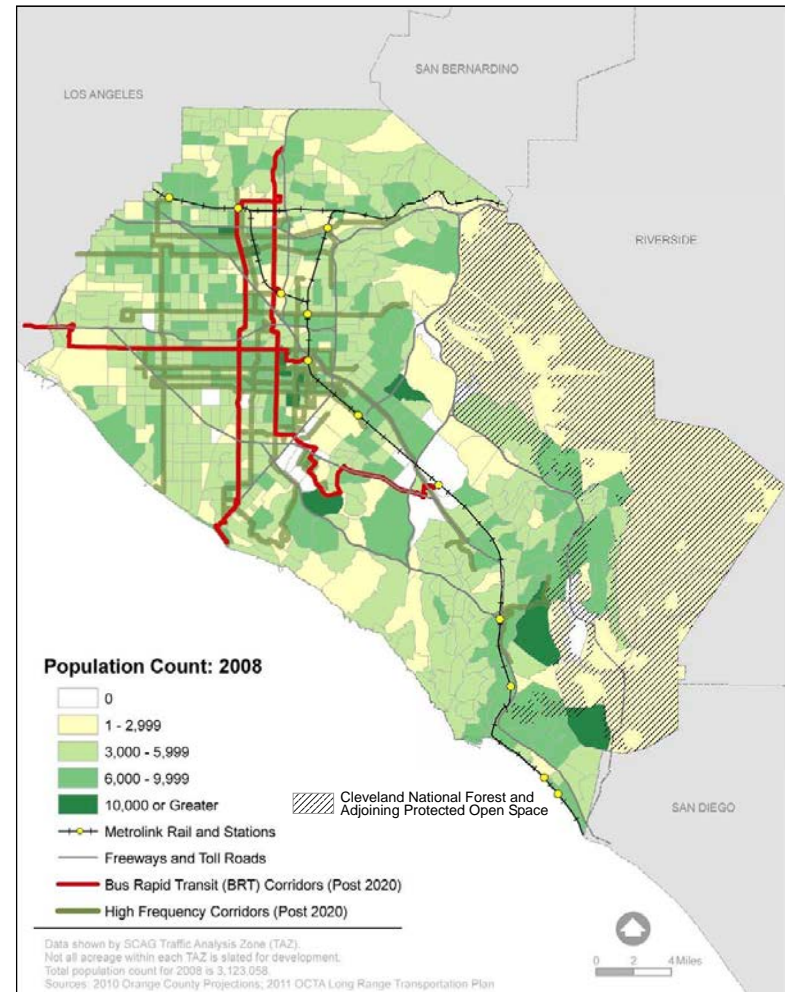 SAN BERNARDINO
LOS ANGELES
RIVERSIDE
Population Count: 2008
0
1 - 2,999
3,000 - 5,999
6,000 - 9,999
10,000 or Greater
Cleveland National Forest and
Adjoining Protected Open Space
Metrolink Rail and Stations
Freeways and Toll Roads
Bus Rapid Transit (BRT) Corridors (Post 2020)
High Frequency Corridors (Post 2020)
SAN DIEGO
Data shown by SCAG Traffic Analysis Zone (TAZ).
Not all acreage within each TAZ is slated for development.
Total population count for 2008 is 3,123,058.
Sources: 2010 Orange County Projections; 2011 OCTA Long Range Transportation Plan
0 2 4 Miles